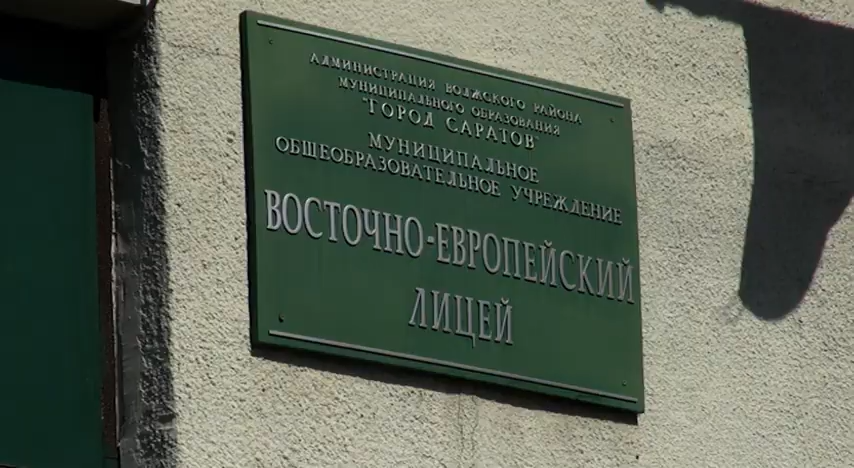 АДМИНИСТРАЦИЯ ВОЛЖСКОГО РАЙОНА
МУНИЦИПАЛЬНОГО ОБРАЗОВАНИЯ
"ГОРОД САРАТОВ"
МУНИЦИПАЛЬНОЕ
ОБЩЕОБРАЗОВАТЕЛЬНОЕ УЧРЕЖДЕНИЕ
ВОСТОЧНО-ЕВРОПЕЙСКИЙ
ЛИЦЕЙ